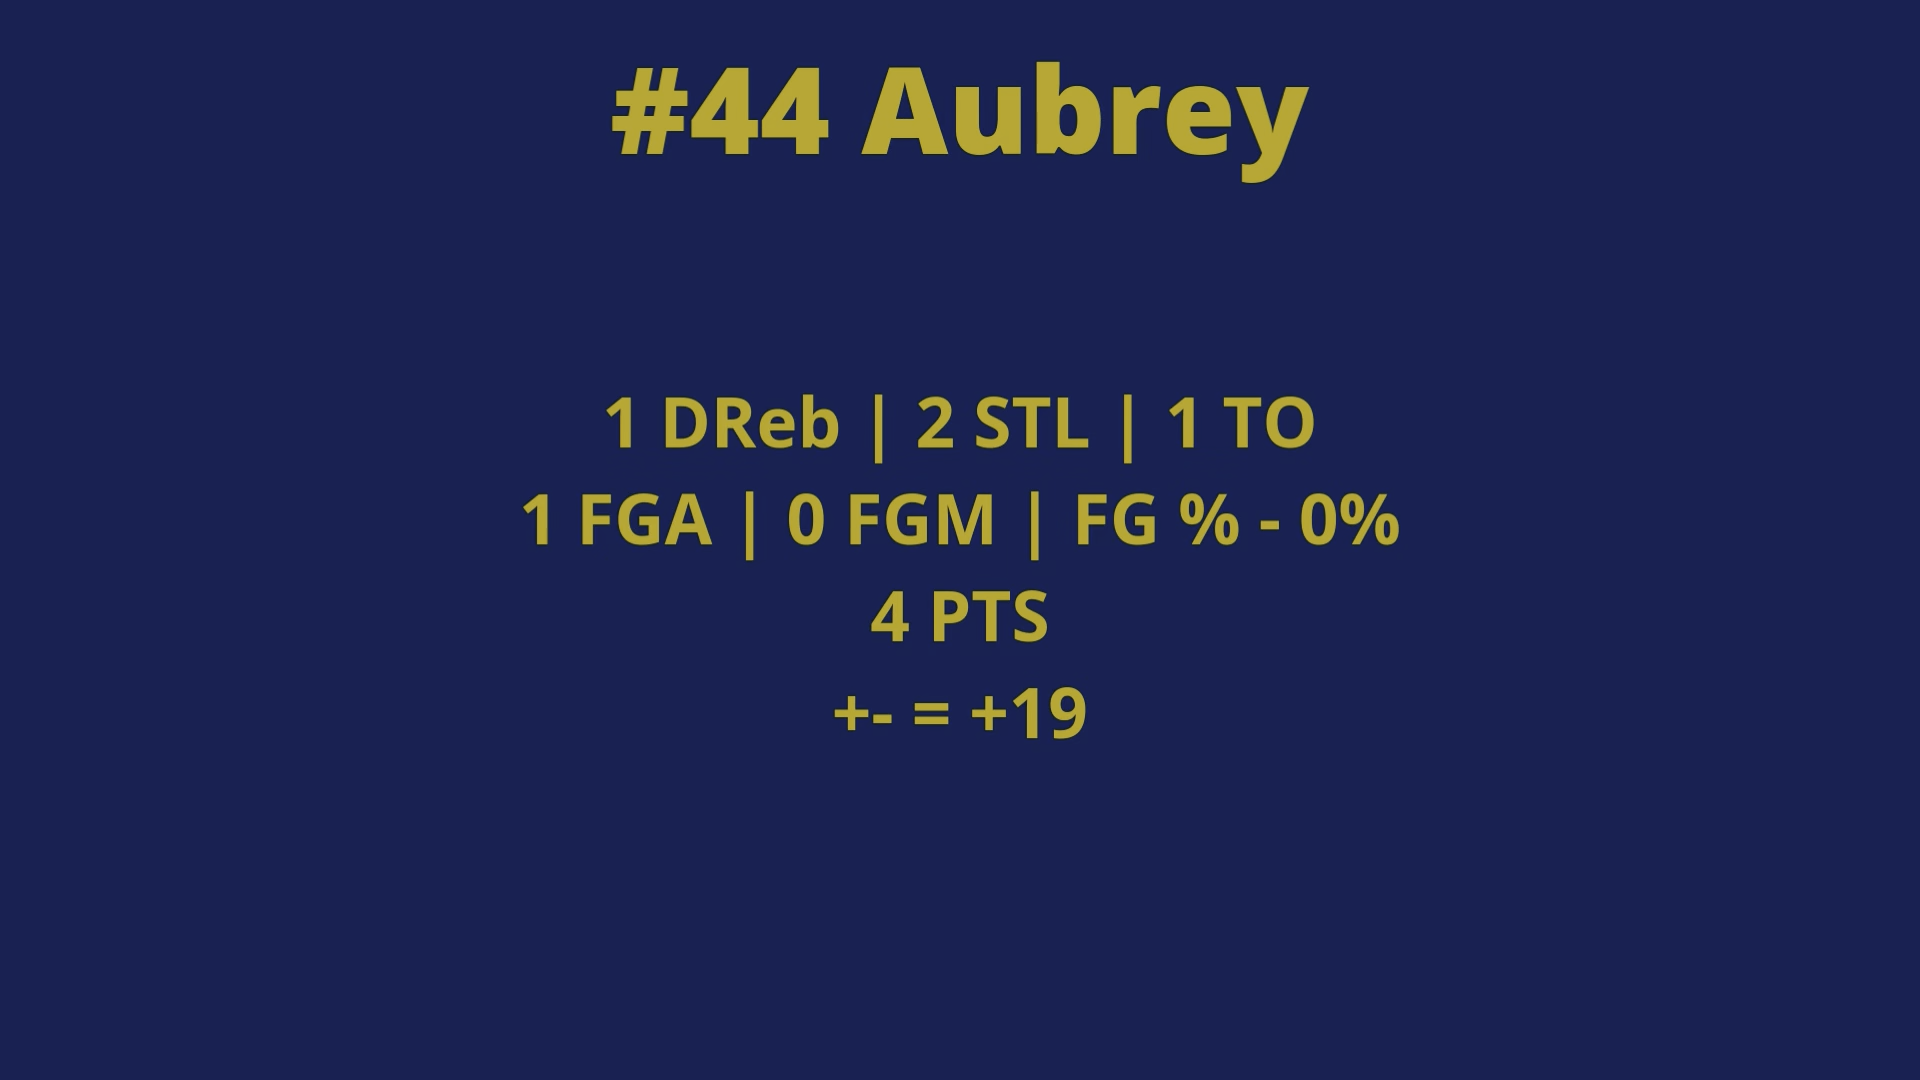 #44 Aubrey
1 DReb | 2 STL | 1 TO
1 FGA | 0 FGM | FG % - 0%
4 PTS
+- = +19